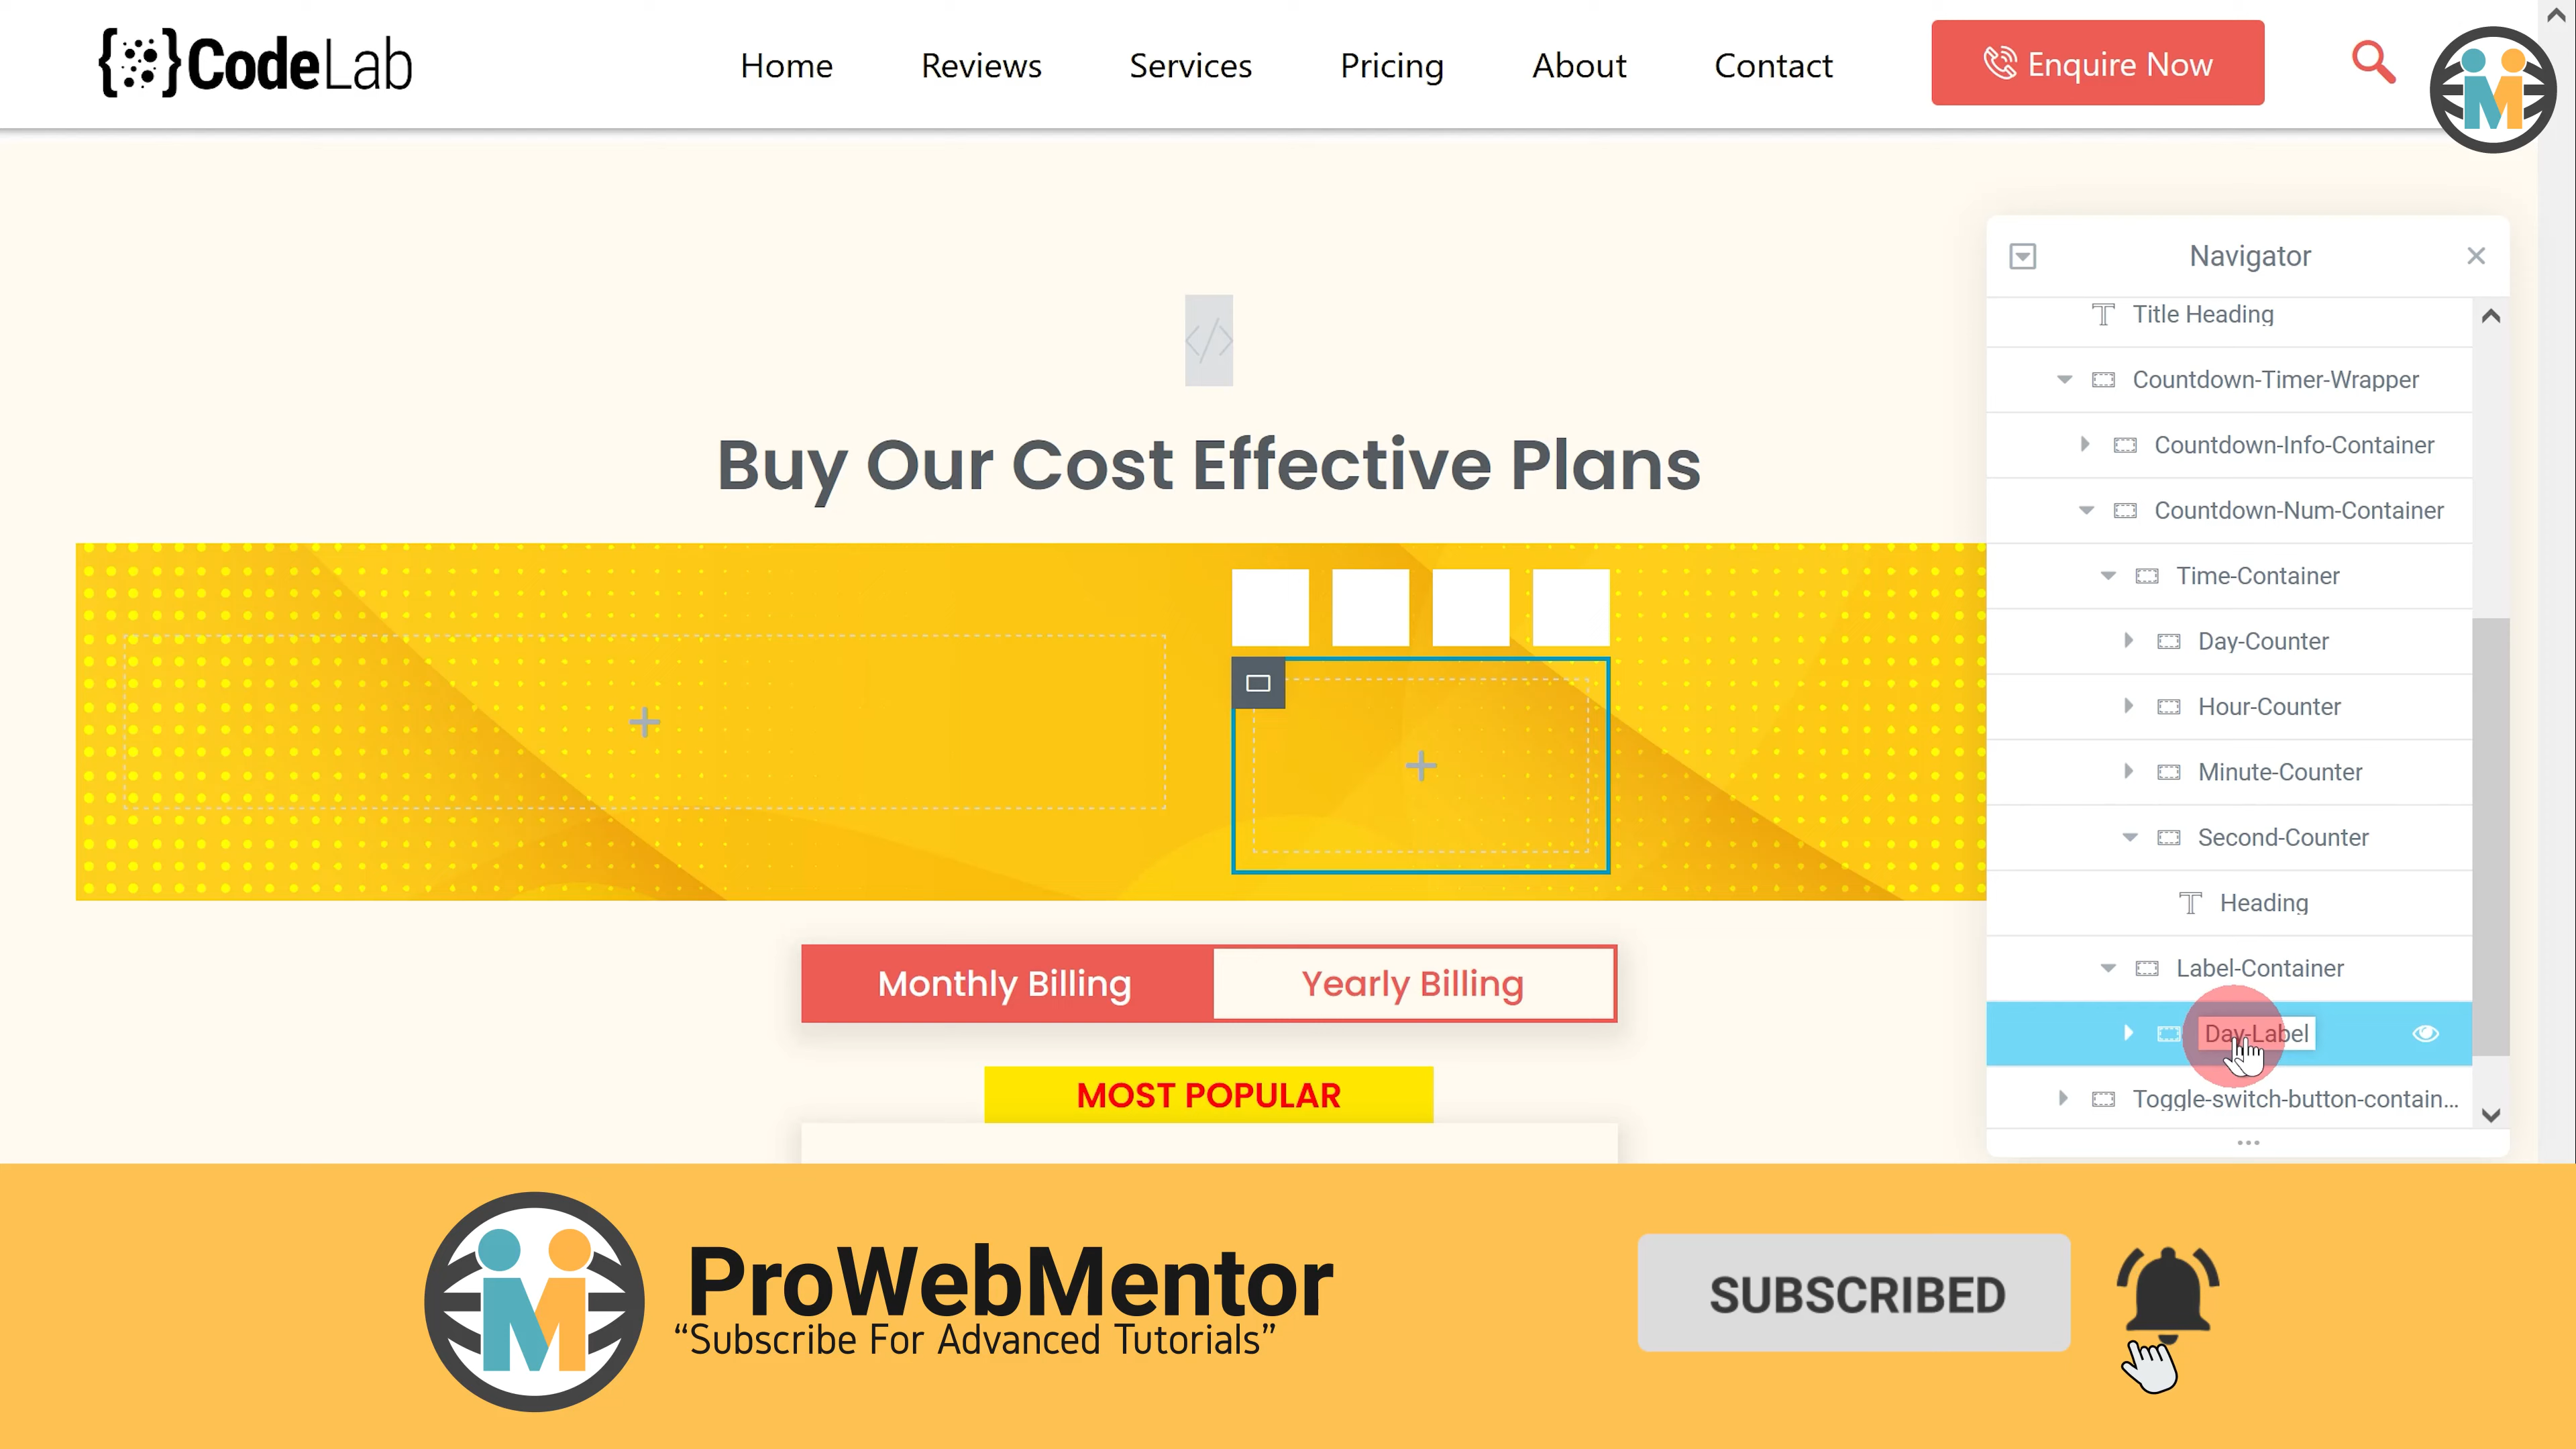 { }CodeLab
Home
Reviews
Services
Pricing
About
Contact
Enquire Now
M
Buy Our Cost Effective Plans
Monthly Billing
Yearly Billing
MOST POPULAR
Navigator
Title Heading
Countdown-Timer-Wrapper
Countdown-Info-Container
Countdown-Num-Container
Time-Container
Day-Counter
Hour-Counter
Minute-Counter
Second-Counter
Heading
Label-Container
Day-Label
Toggle-switch-button-contain...
M
ProWebMentor
“Subscribe For Advanced Tutorials”
SUBSCRIBED